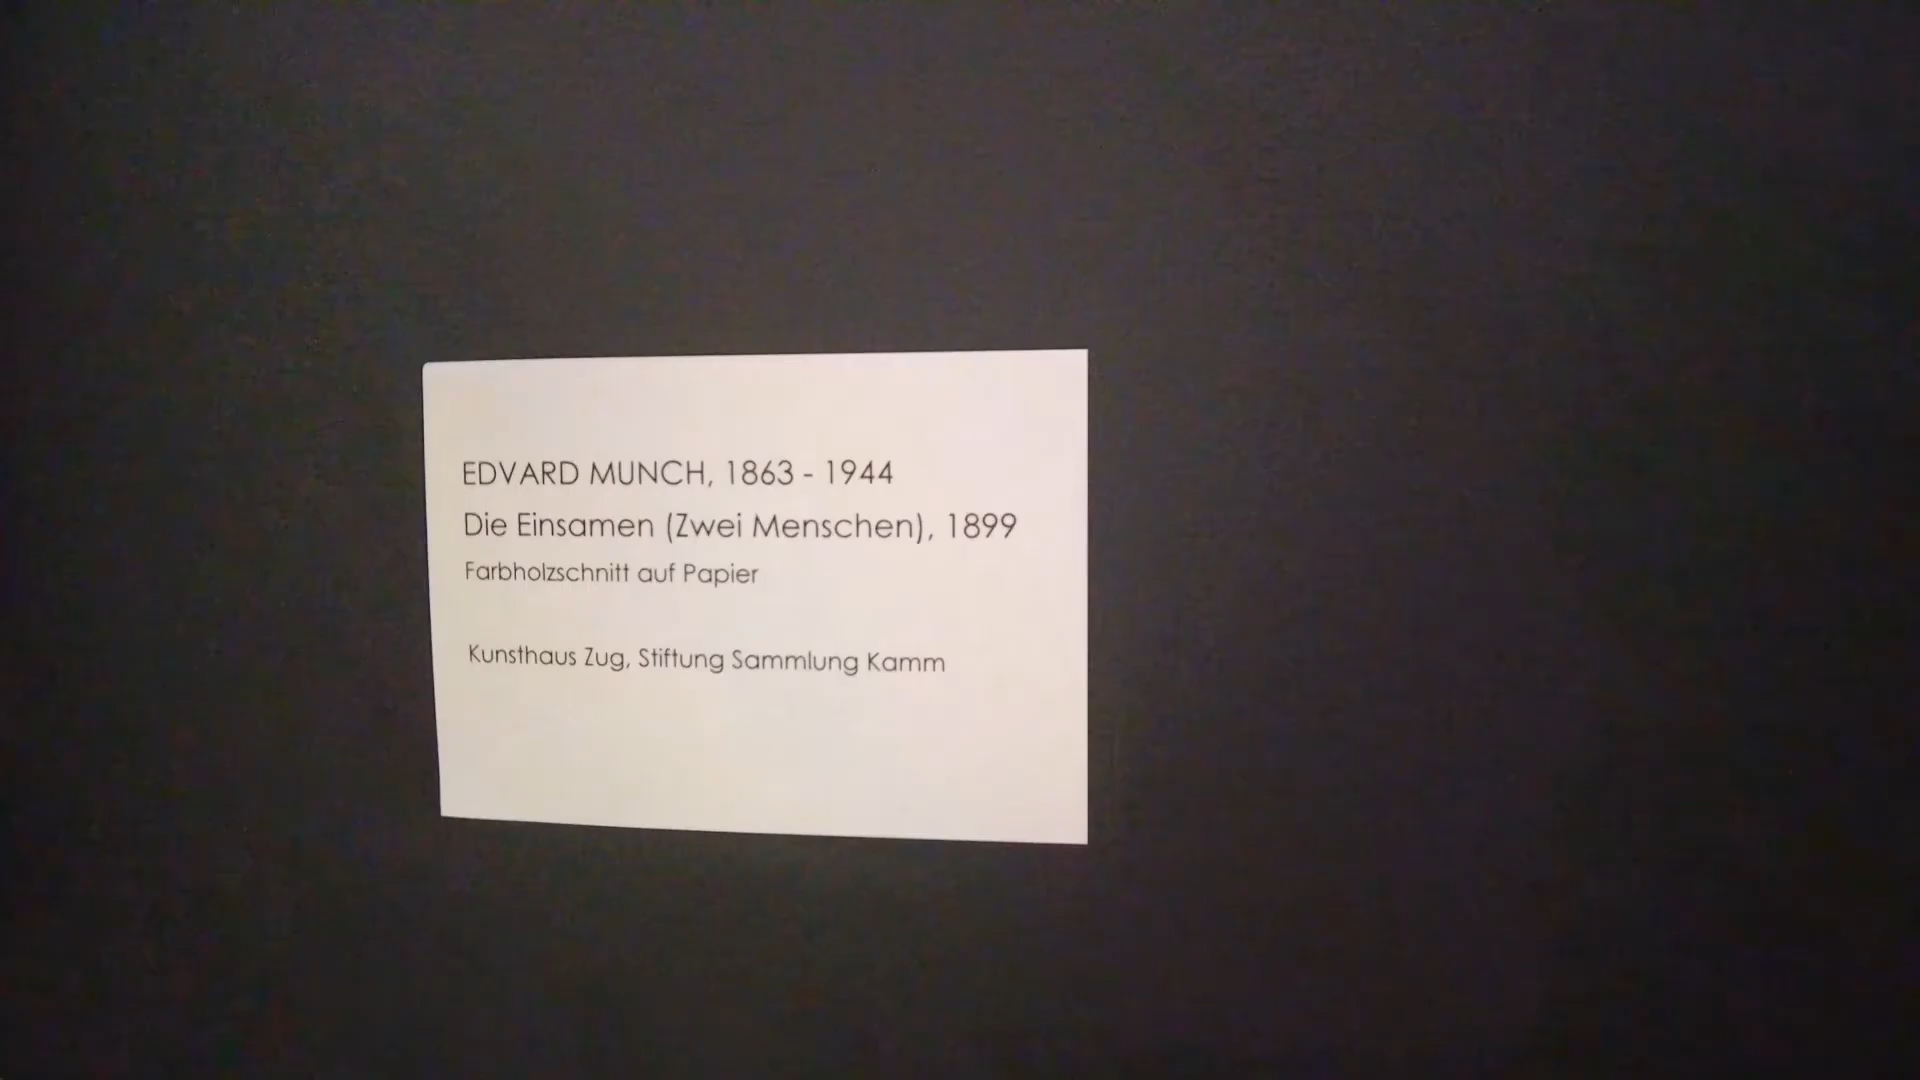 EDVARD MUNCH, 1863 - 1944
Die Einsamen (Zwei Menschen), 1899
Farbholzschnitt auf Papier
Kunsthaus Zug, Stiftung Sammlung Kamm